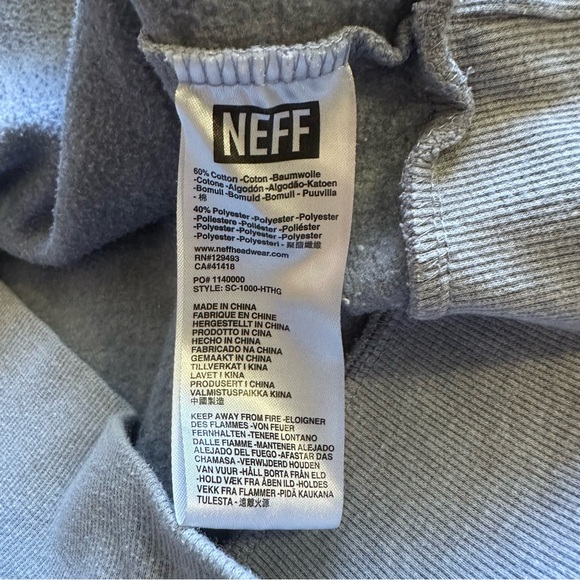 NEFF
60% Cotton -Coton -Baumwolle
-Cotone -Algodón -Algodão-Katoen
-Bomull -Bomuld -Bomull - Puuvilla
- 棉
40% Polyester -Polyester -Polyester
-Poliestere -Poliéster -Poliéster
-Polyester -Polyester -Polyester
-Polyester -Polyesteri - 聚酯纖維
www.neffheadwear.com
RN#129493
CA#41418
PO# 1140000
STYLE: SC-1000-HTHG
MADE IN CHINA
FABRIQUE EN CHINE
HERGESTELLT IN CHINA
PRODOTTO IN CINA
HECHO IN CHINA
FABRICADO NA CHINA
GEMAAKT IN CHINA
TILLVERKAT I KINA
LAVET I KINA
PRODUSERT I CHINA
VALMISTUSPAIKKA KIINA
中國製造
KEEP AWAY FROM FIRE -ELOIGNER
DES FLAMMES -VON FEUER
FERNHALTEN -TENERE LONTANO
DALLE FIAMME -MANTENER ALEJADO
ALEJADO DEL FUEGO -AFASTAR DAS
CHAMASA - VERWIJDERD HOUDEN
VAN VUUR -HÅLL BORTA FRÅN ELD
-HOLD VÆK FRA ILDEN -HOLDES
VEKK FRA FLAMMER -PIDÄ KAUKANA
TULESTA - 遠離火源